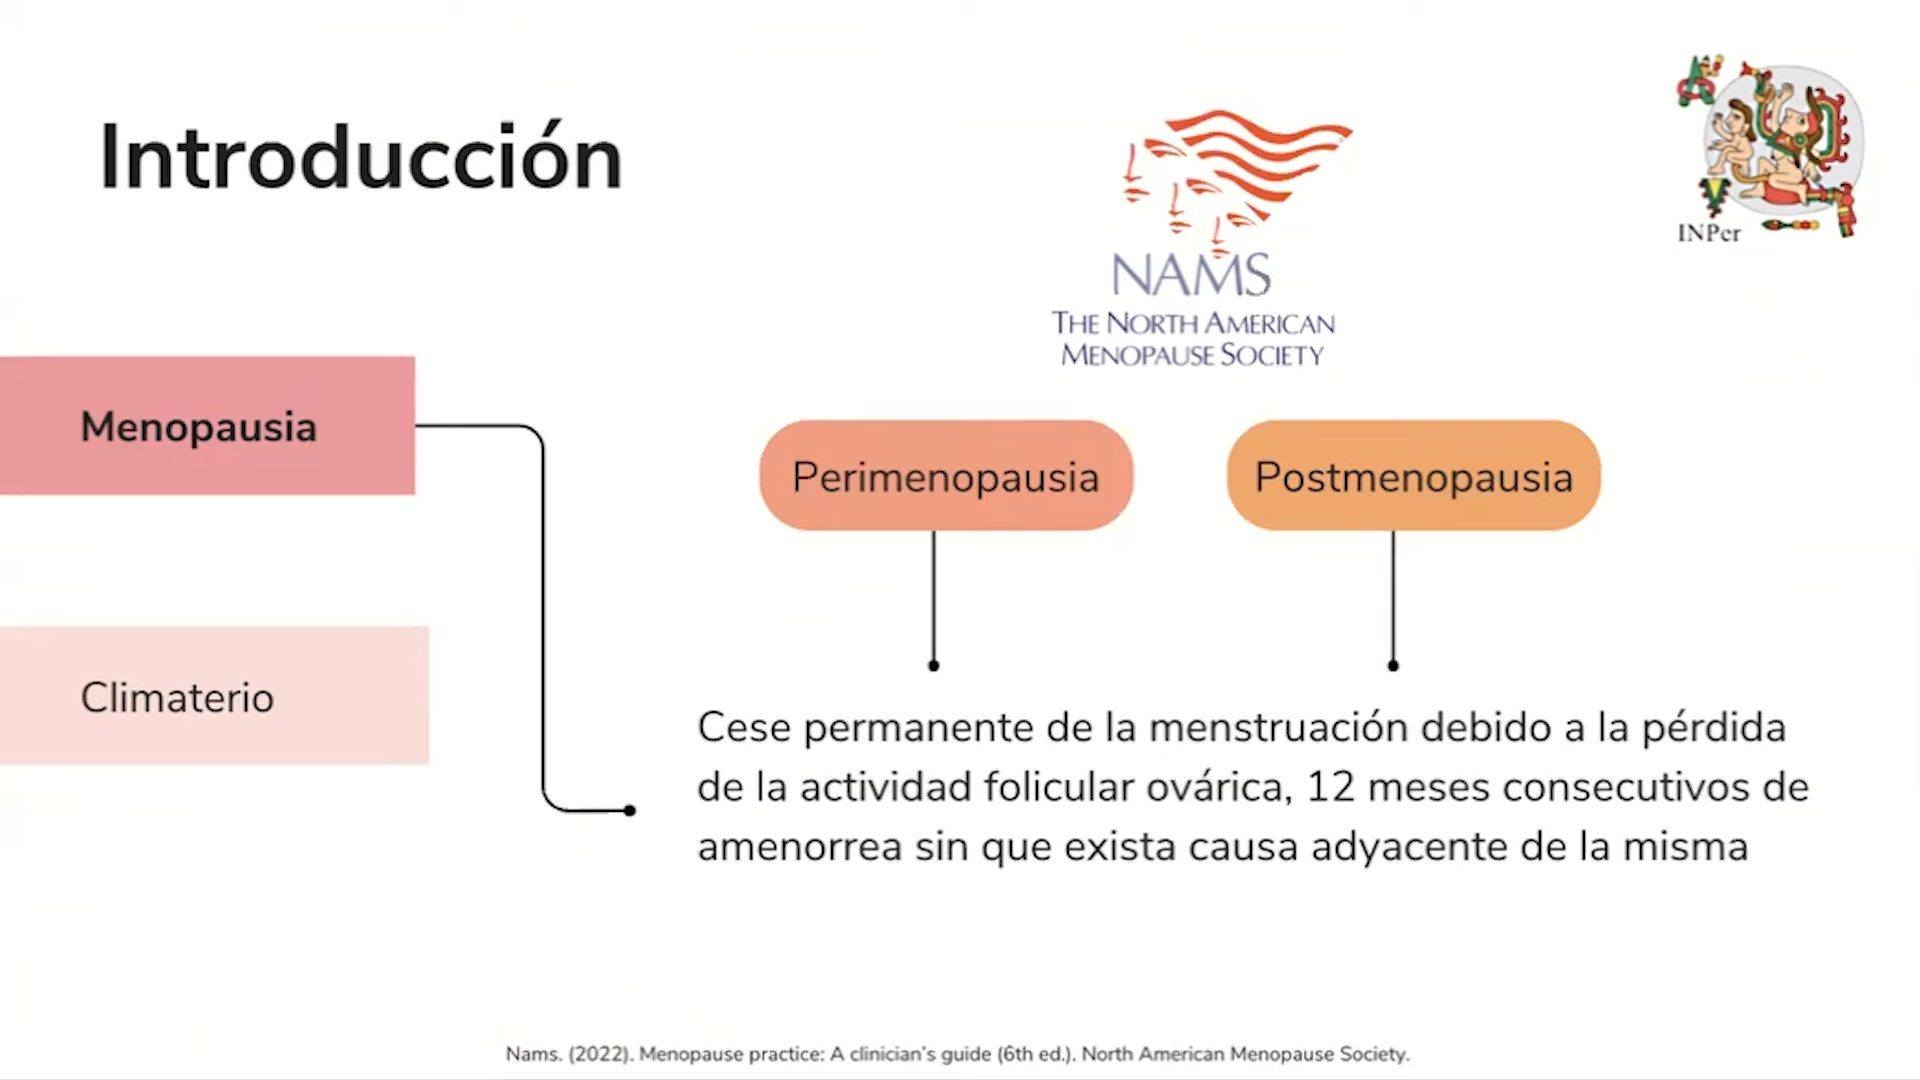 Introducción
NAMS
THE NORTH AMERICAN
MENOPAUSE SOCIETY
INPer
Menopausia
Perimenopausia
Postmenopausia
Climaterio
Cese permanente de la menstruación debido a la pérdida
de la actividad folicular ovárica, 12 meses consecutivos de
amenorrea sin que exista causa adyacente de la misma
Nams. (2022). Menopause practice: A clinician's guide (6th ed.). North American Menopause Society.